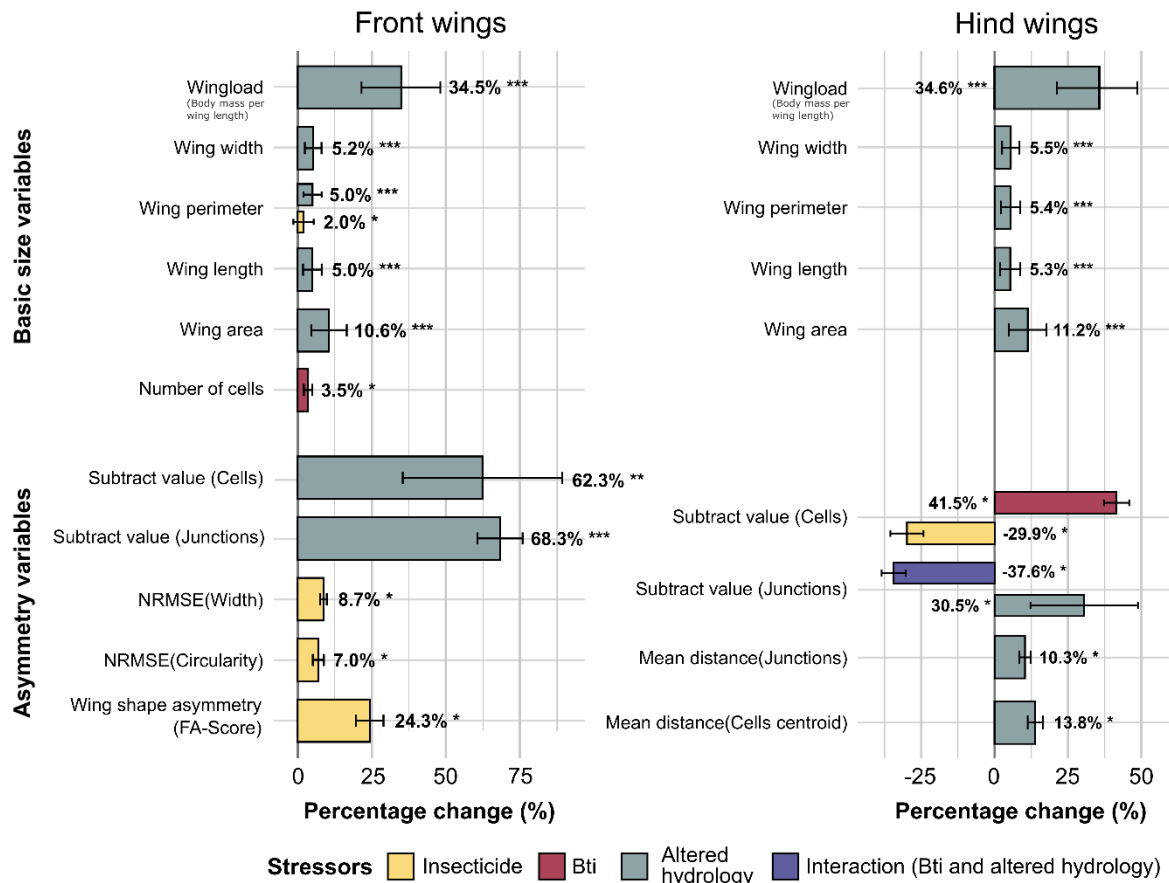 Front wings
Basic size variables
Asymmetry variables
Wingload
(Body mass per
wing length)
34.5% ***
Wing width
5.2% ***
Wing perimeter
5.0% ***
2.0% *
Wing length
5.0% ***
Wing area
10.6% ***
Number of cells
3.5% *
Subtract value (Cells)
62.3% **
Subtract value (Junctions)
68.3% ***
NRMSE(Width)
8.7% *
NRMSE(Circularity)
7.0% *
Wing shape asymmetry
(FA-Score)
24.3% *
0 25 75
Percentage change (%)
Hind wings
Wingload
(Body mass per
wing length)
34.6% ***
Wing width
5.5% ***
Wing perimeter
5.4% ***
Wing length
5.3% ***
Wing area
11.2% ***
Subtract value (Cells)
41.5% *
-29.9% *
Subtract value (Junctions)
-37.6% *
30.5% *
Mean distance(Junctions)
10.3% *
Mean distance(Cells centroid)
13.8% *
-25 0 25 50
Percentage change (%)
Stressors
Insecticide
Bti
Altered
hydrology
Interaction (Bti and altered hydrology)